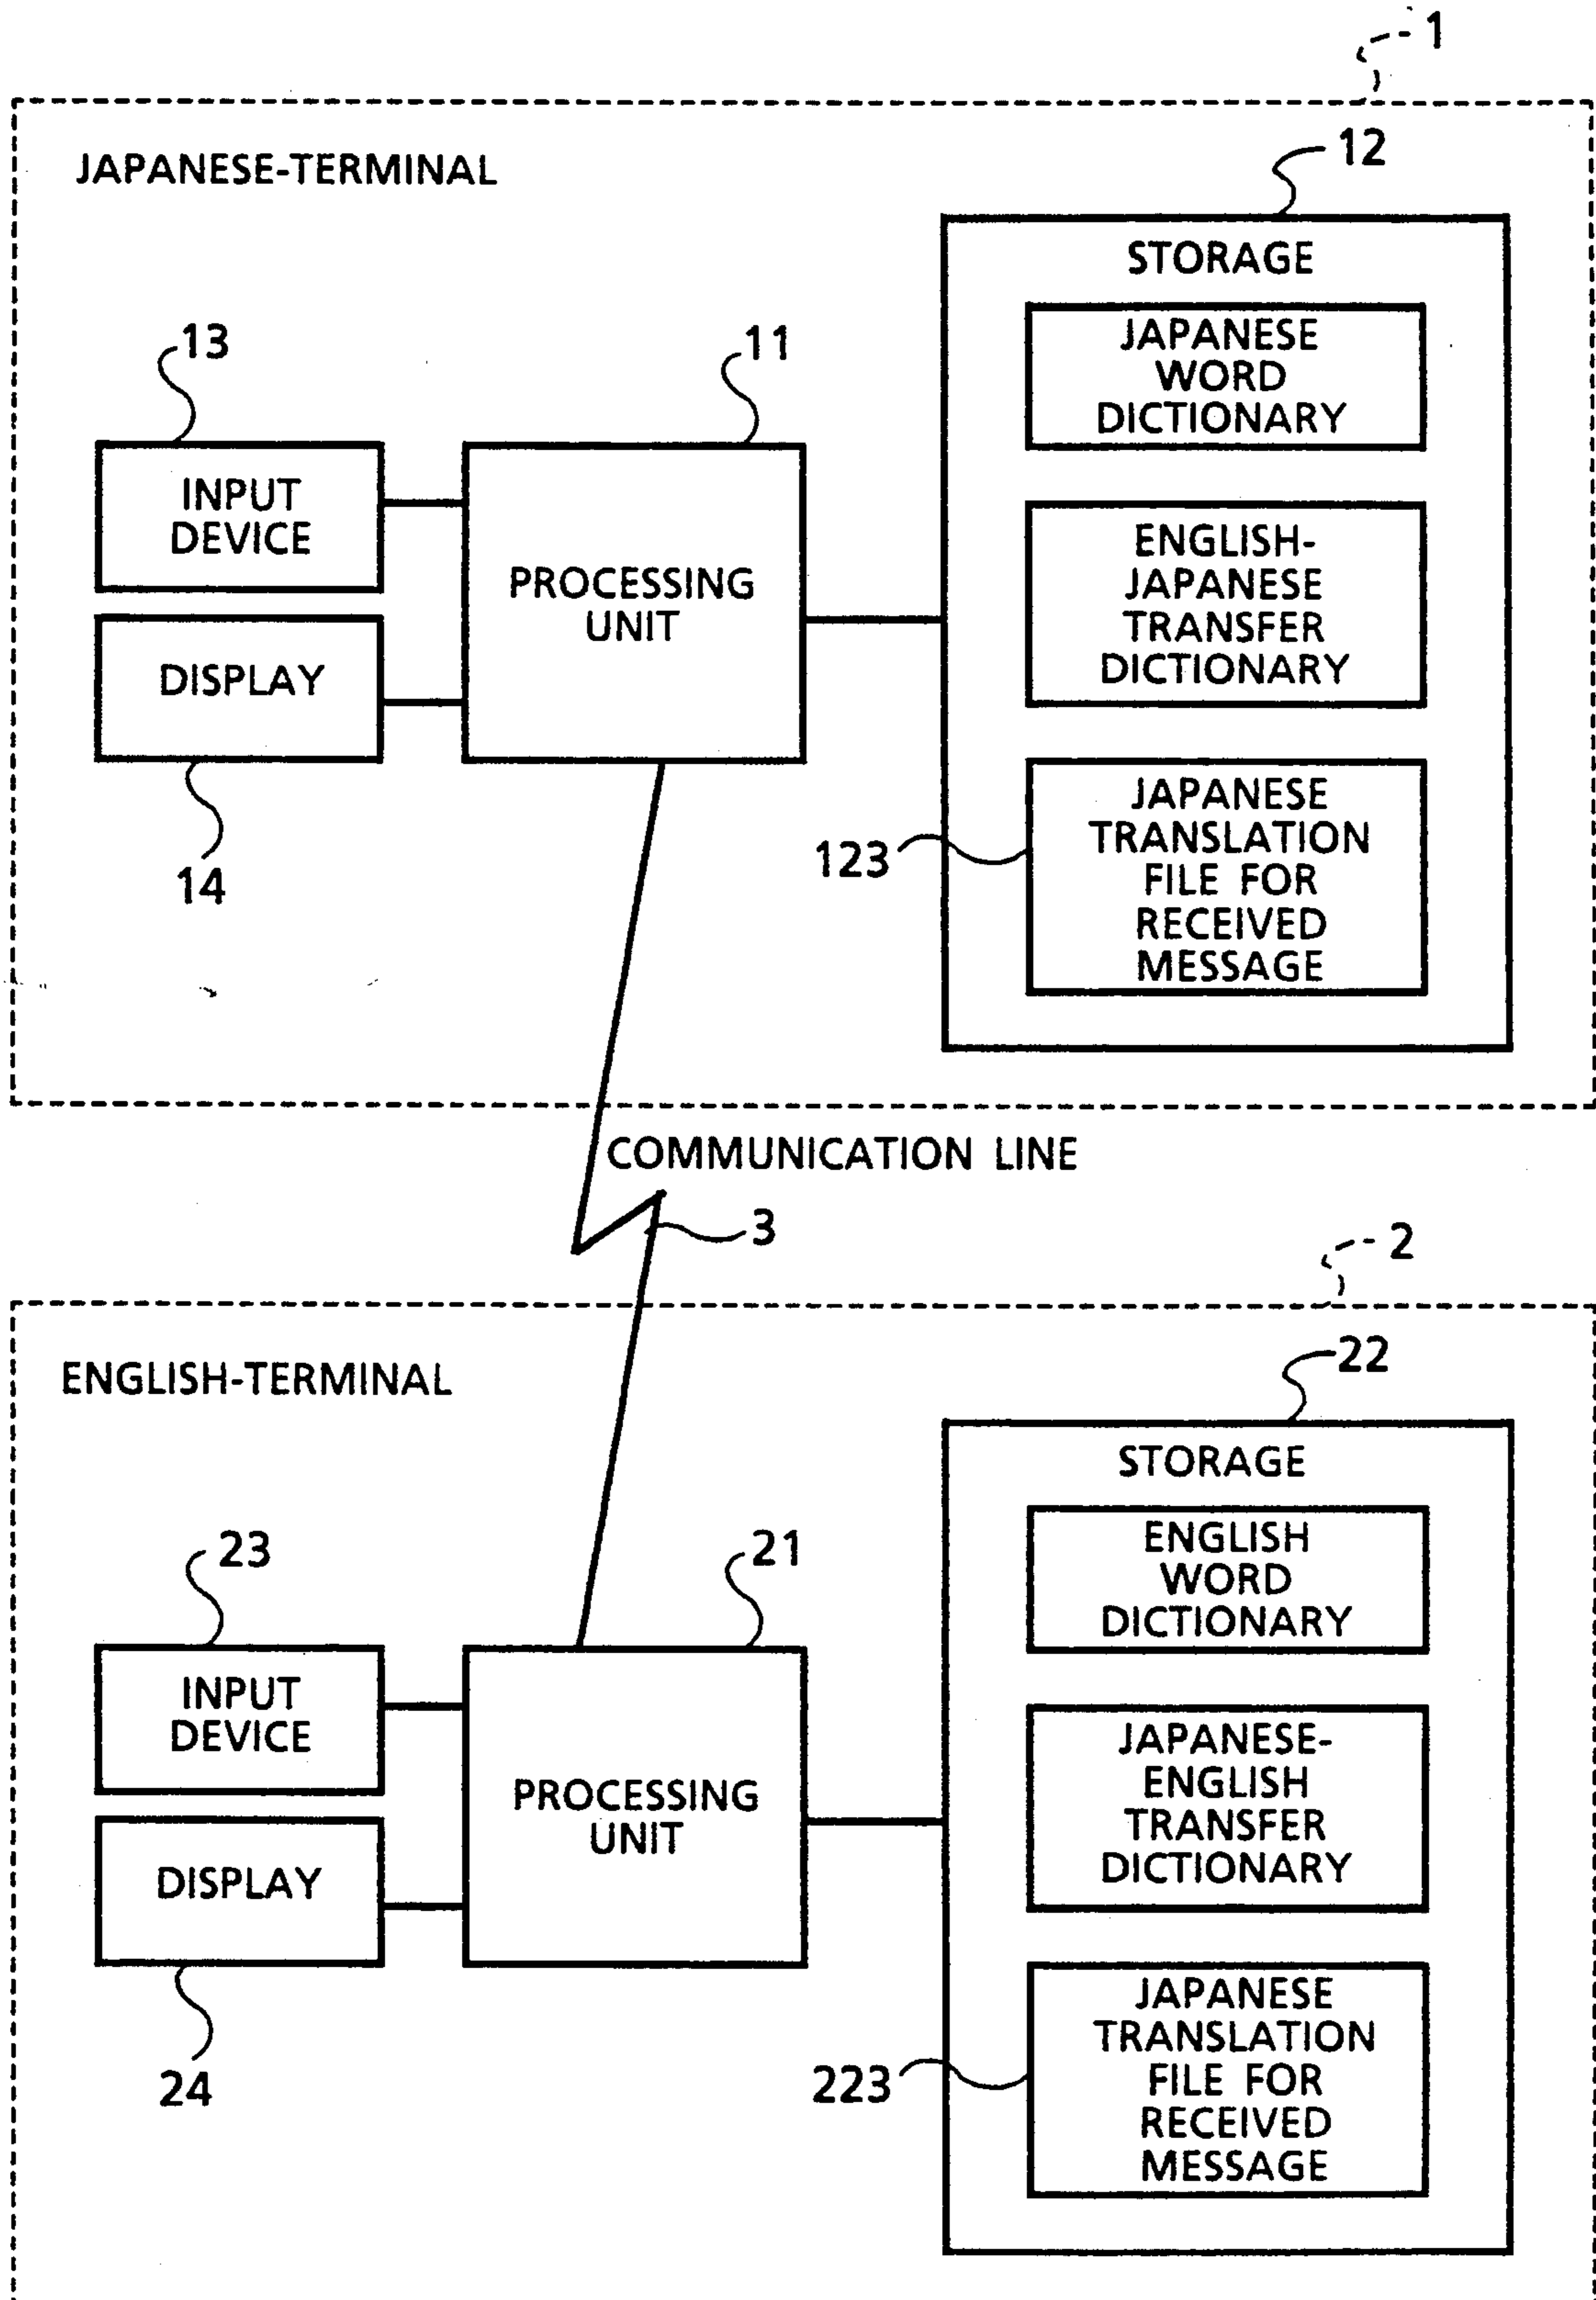 1
JAPANESE-TERMINAL
12
STORAGE
JAPANESE
WORD
DICTIONARY
13
11
INPUT
DEVICE
PROCESSING
UNIT
ENGLISH-
JAPANESE
TRANSFER
DICTIONARY
DISPLAY
14
123
JAPANESE
TRANSLATION
FILE FOR
RECEIVED
MESSAGE
COMMUNICATION LINE
3
2
ENGLISH-TERMINAL
22
STORAGE
ENGLISH
WORD
DICTIONARY
23
21
INPUT
DEVICE
PROCESSING
UNIT
JAPANESE-
ENGLISH
TRANSFER
DICTIONARY
DISPLAY
24
223
JAPANESE
TRANSLATION
FILE FOR
RECEIVED
MESSAGE